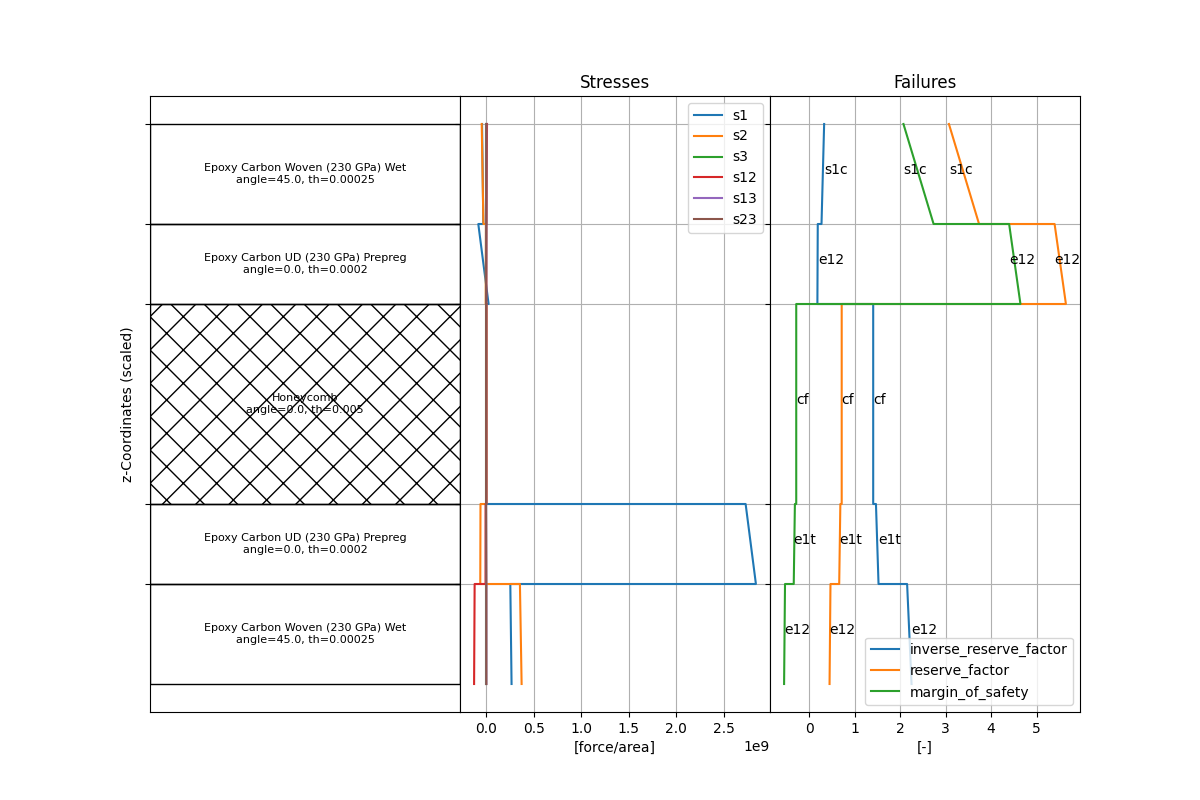 Stresses
Failures
z-Coordinates (scaled)
Epoxy Carbon Woven (230 GPa) Wet
angle=45.0, th=0.00025
Epoxy Carbon UD (230 GPa) Prepreg
angle=0.0, th=0.0002
Honeycomb
angle=0.0, th=0.005
Epoxy Carbon UD (230 GPa) Prepreg
angle=0.0, th=0.0002
Epoxy Carbon Woven (230 GPa) Wet
angle=45.0, th=0.00025
s1
s2
s3
s12
s13
s23
0.0 0.5 1.0 1.5 2.0 2.5
[force/area]
1e9
s1c s1c s1c
e12 e12 e12
cf cf cf
e1t e1t e1t
e12 e12 e12
inverse_reserve_factor
reserve_factor
margin_of_safety
0 1 2 3 4 5
[-]